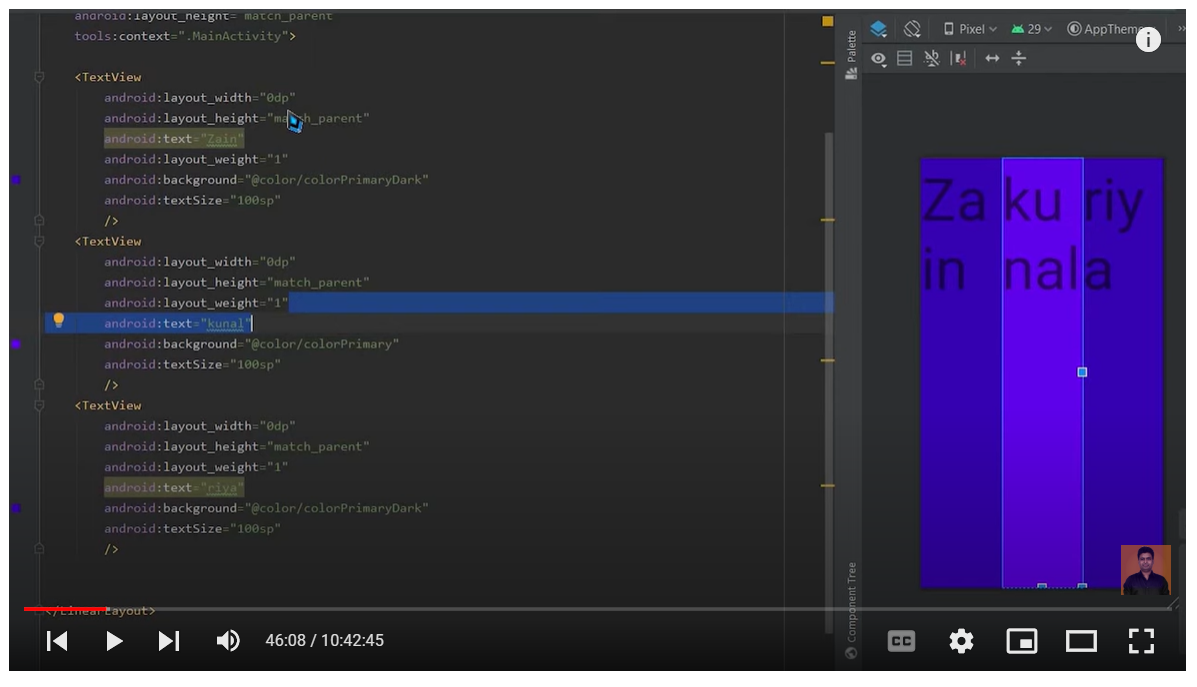 android:layout_height="match_parent
tools:context=".MainActivity">
<TextView
android:layout_width="0dp"
android:layout_height="match_parent"
android:text="Zain"
android:layout_weight="1"
android:background="@color/colorPrimaryDark"
android:textSize="100sp"
/>
<TextView
android:layout_width="0dp"
android:layout_height="match_parent"
android:layout_weight="1"
android:text="kunal"
android:background="@color/colorPrimary"
android:textSize="100sp"
/>
<TextView
android:layout_width="0dp"
android:layout_height="match_parent"
android:layout_weight="1"
android:text="riya"
android:background="@color/colorPrimaryDark"
android:textSize="100sp"
/>
</LinearLayout>
46:08 / 10:42:45
Palette
Component Tree
Pixel 29 AppTheme
Za ku riy
in nal a
CC